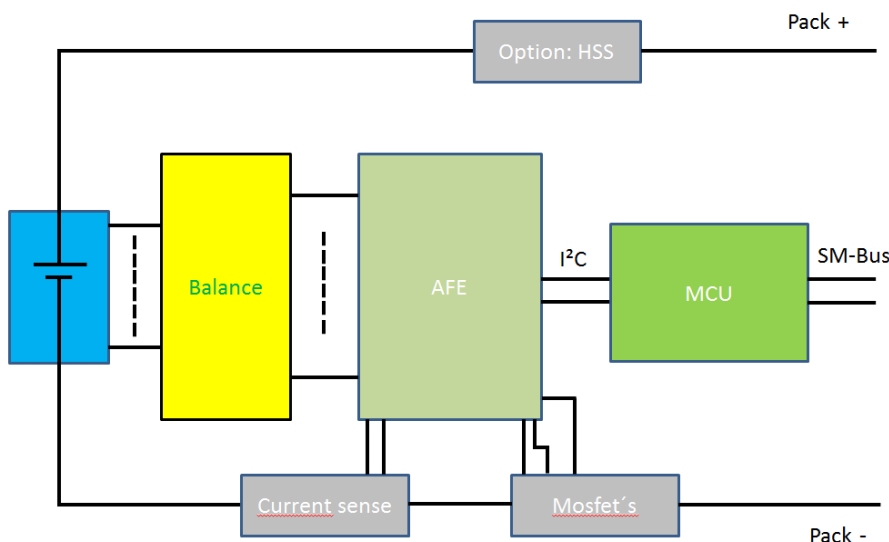 Pack +
Option: HSS
Balance
AFE
I²C
MCU
SM-Bus
Current sense
Mosfet´s
Pack -